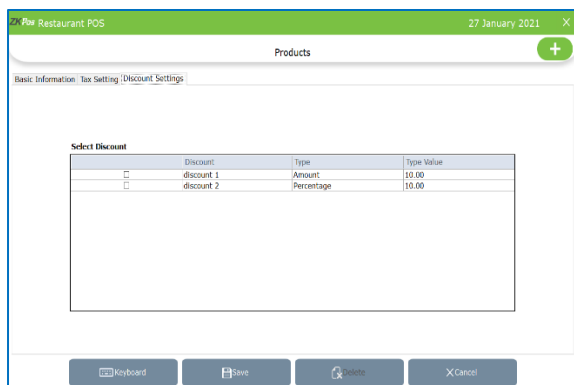 ZKPos Restaurant POS 27 January 2021 X
Products
+
Basic Information Tax Setting Discount Settings
Select Discount
Discount Type Type Value
discount 1 Amount 10.00
discount 2 Percentage 10.00
Keyboard Save Delete Cancel